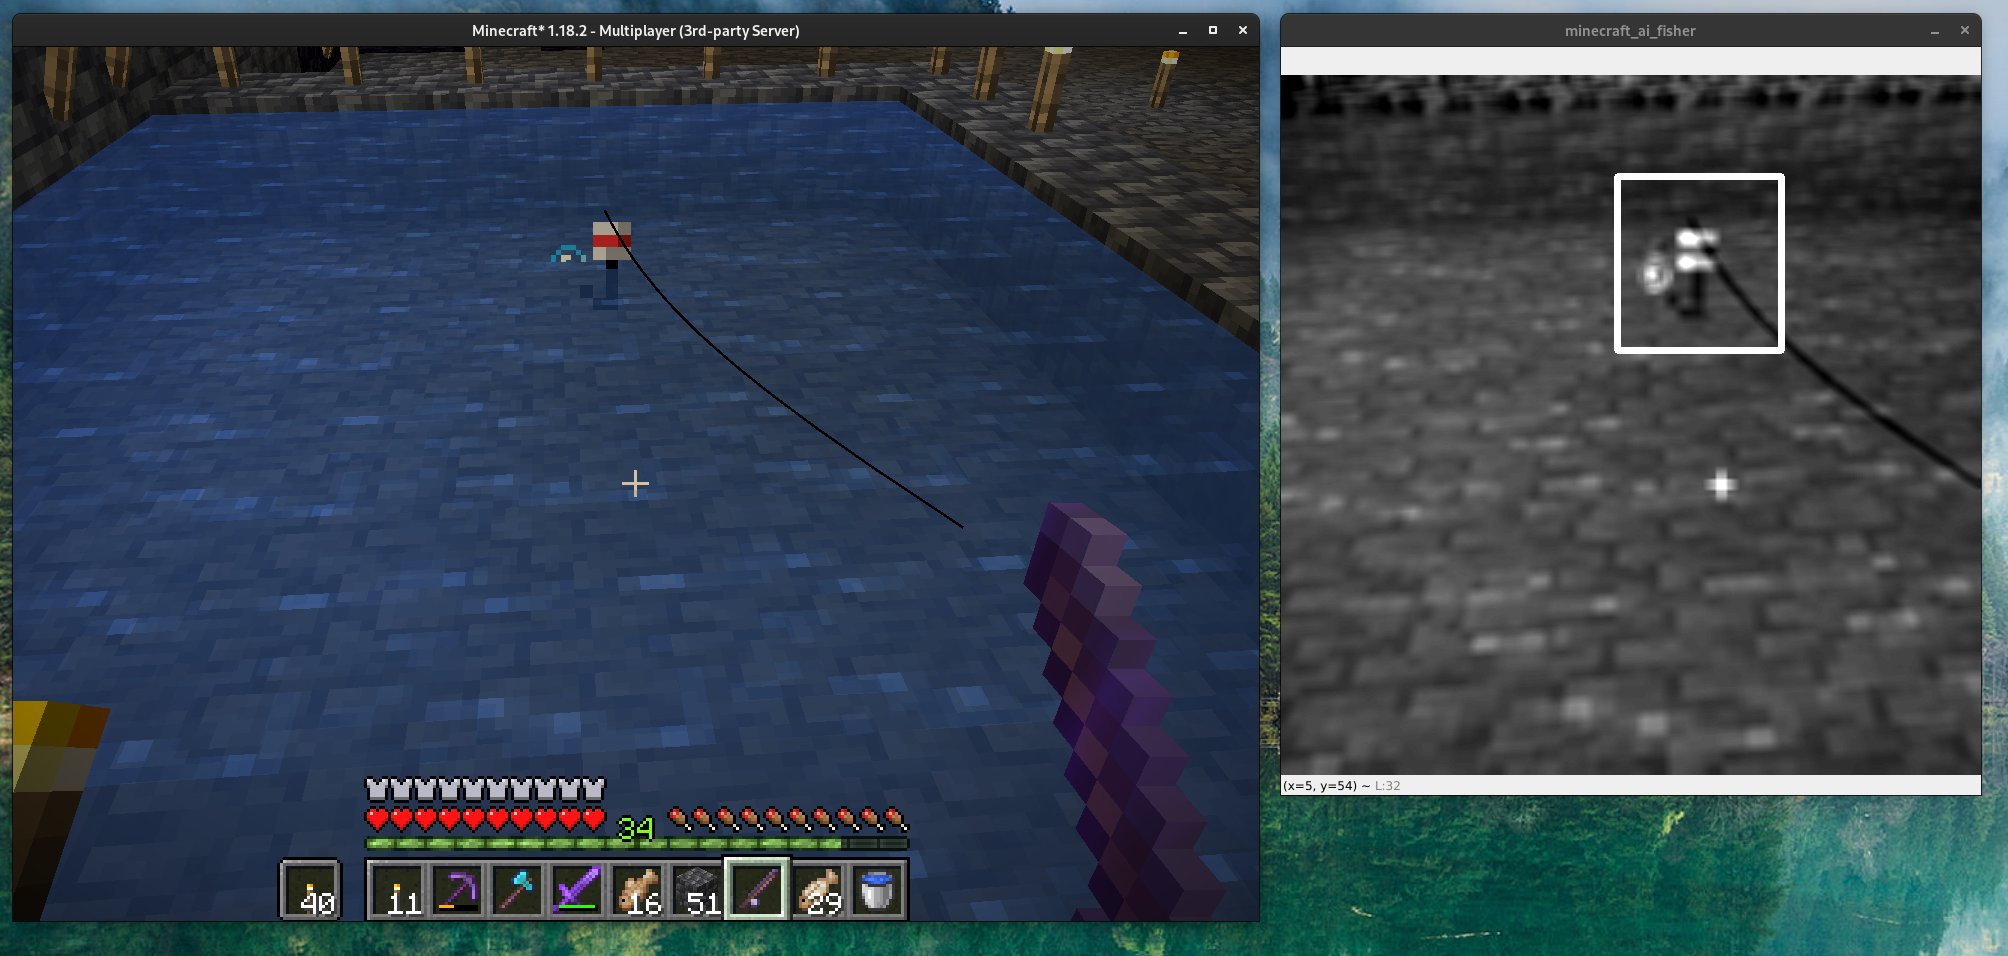 Minecraft* 1.18.2 - Multiplayer (3rd-party Server)
minecraft_ai_fisher
34
40
11
16
51
29
(x=5, y=54) ~ L:32